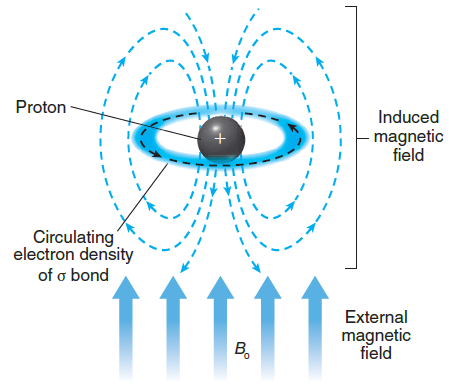 Proton
+
Induced
magnetic
field
Circulating
electron density
of σ bond
External
magnetic
field
B₀